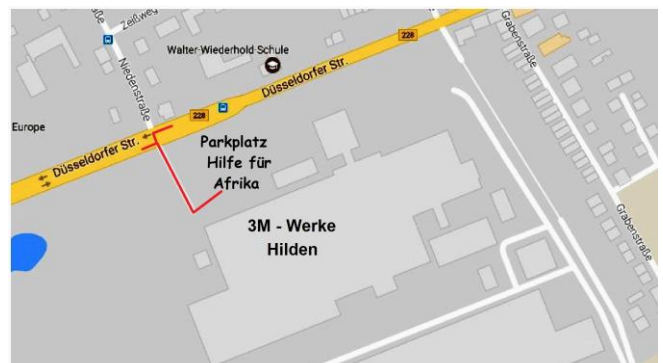 Zeißweg
Niedenstraße
Walter-Wiederhold-Schule
228
Grabenstraße
Düsseldorfer Str.
228
Europe
Düsseldorfer Str.
Parkplatz
Hilfe für
Afrika
3M - Werke
Hilden
Grabenstraße